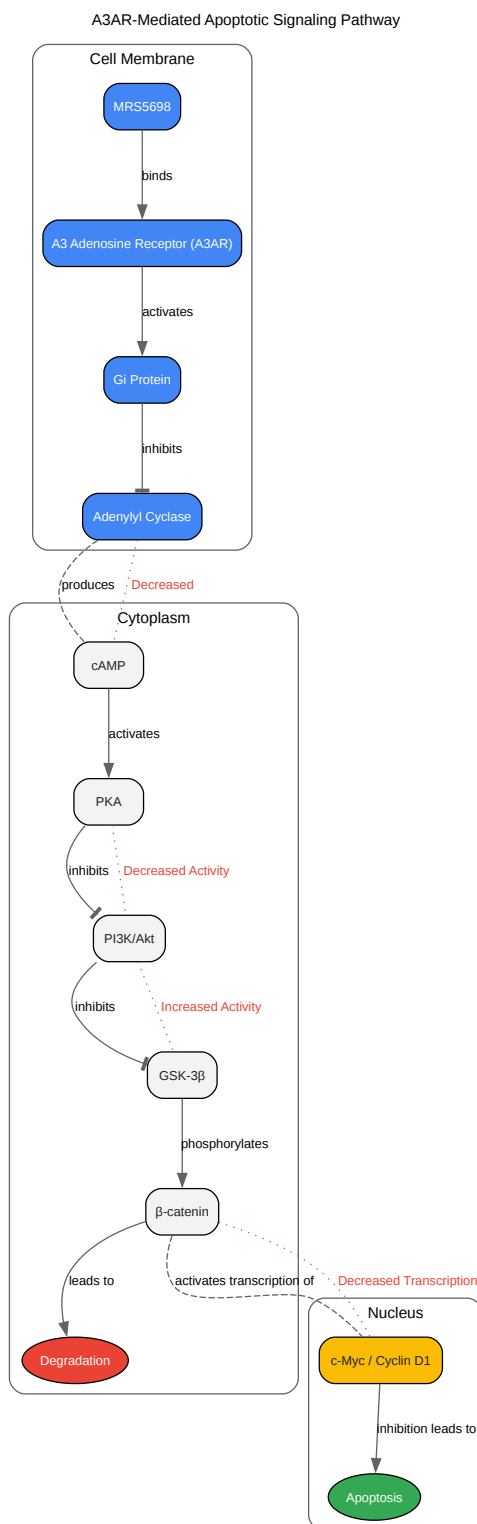 A3AR-Mediated Apoptotic Signaling Pathway
Cell Membrane
MRS5698
binds
A3 Adenosine Receptor (A3AR)
activates
Gi Protein
inhibits
Adenylyl Cyclase
produces
Decreased
Cytoplasm
cAMP
activates
PKA
inhibits
Decreased Activity
PI3K/Akt
inhibits
Increased Activity
GSK-3β
phosphorylates
β-catenin
leads to
activates transcription of
Decreased Transcription
Nucleus
Degradation
c-Myc / Cyclin D1
inhibition leads to
Apoptosis